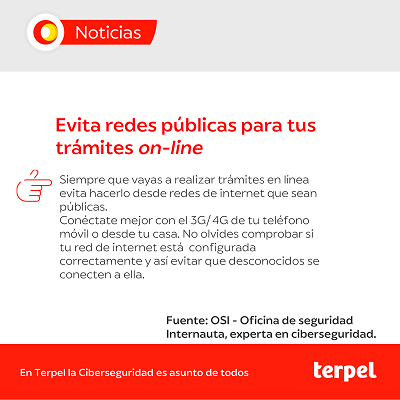 Noticias
Evita redes públicas para tus
trámites on-line
Siempre que vayas a realizar trámites en línea
evita hacerlo desde redes de internet que sean
públicas.
Conéctate mejor con el 3G/4G de tu teléfono
móvil o desde tu casa. No olvides comprobar si
tu red de internet está configurada
correctamente y así evitar que desconocidos se
conecten a ella.
Fuente: OSI - Oficina de seguridad
Internauta, experta en ciberseguridad.
En Terpel la Ciberseguridad es asunto de todos
terpel